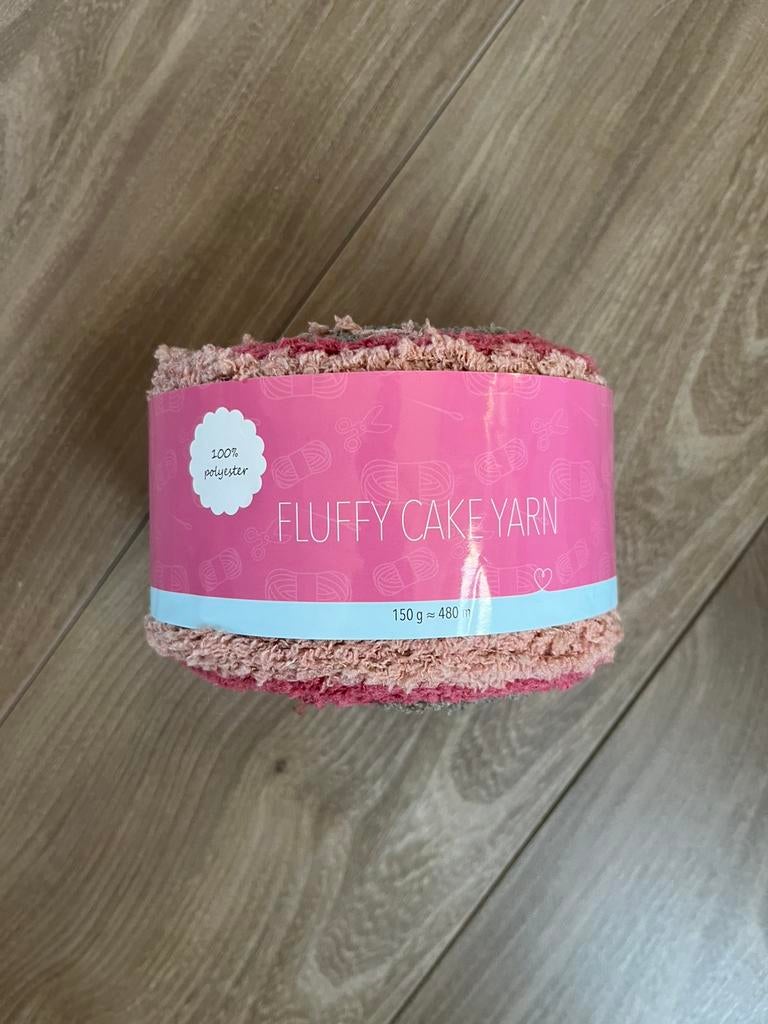 100%
polyester
FLUFFY CAKE YARN
150 g ≈ 480 m